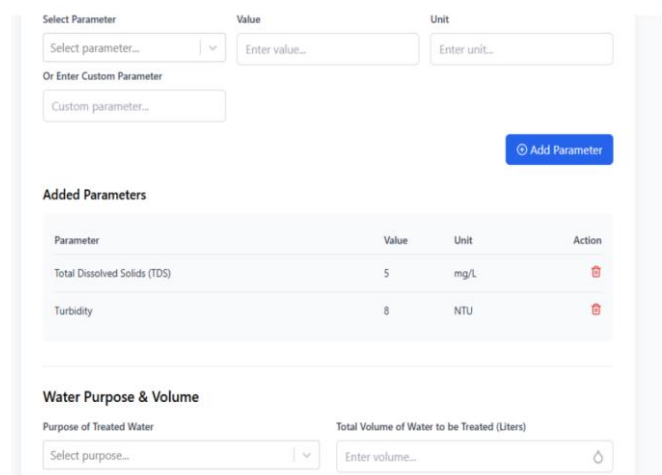 Select Parameter Value Unit
Select parameter... Enter value... Enter unit...
Or Enter Custom Parameter
Custom parameter...
Add Parameter
Added Parameters
Parameter Value Unit Action
Total Dissolved Solids (TDS) 5 mg/L
Turbidity 8 NTU
Water Purpose & Volume
Purpose of Treated Water Total Volume of Water to be Treated (Liters)
Select purpose... Enter volume...